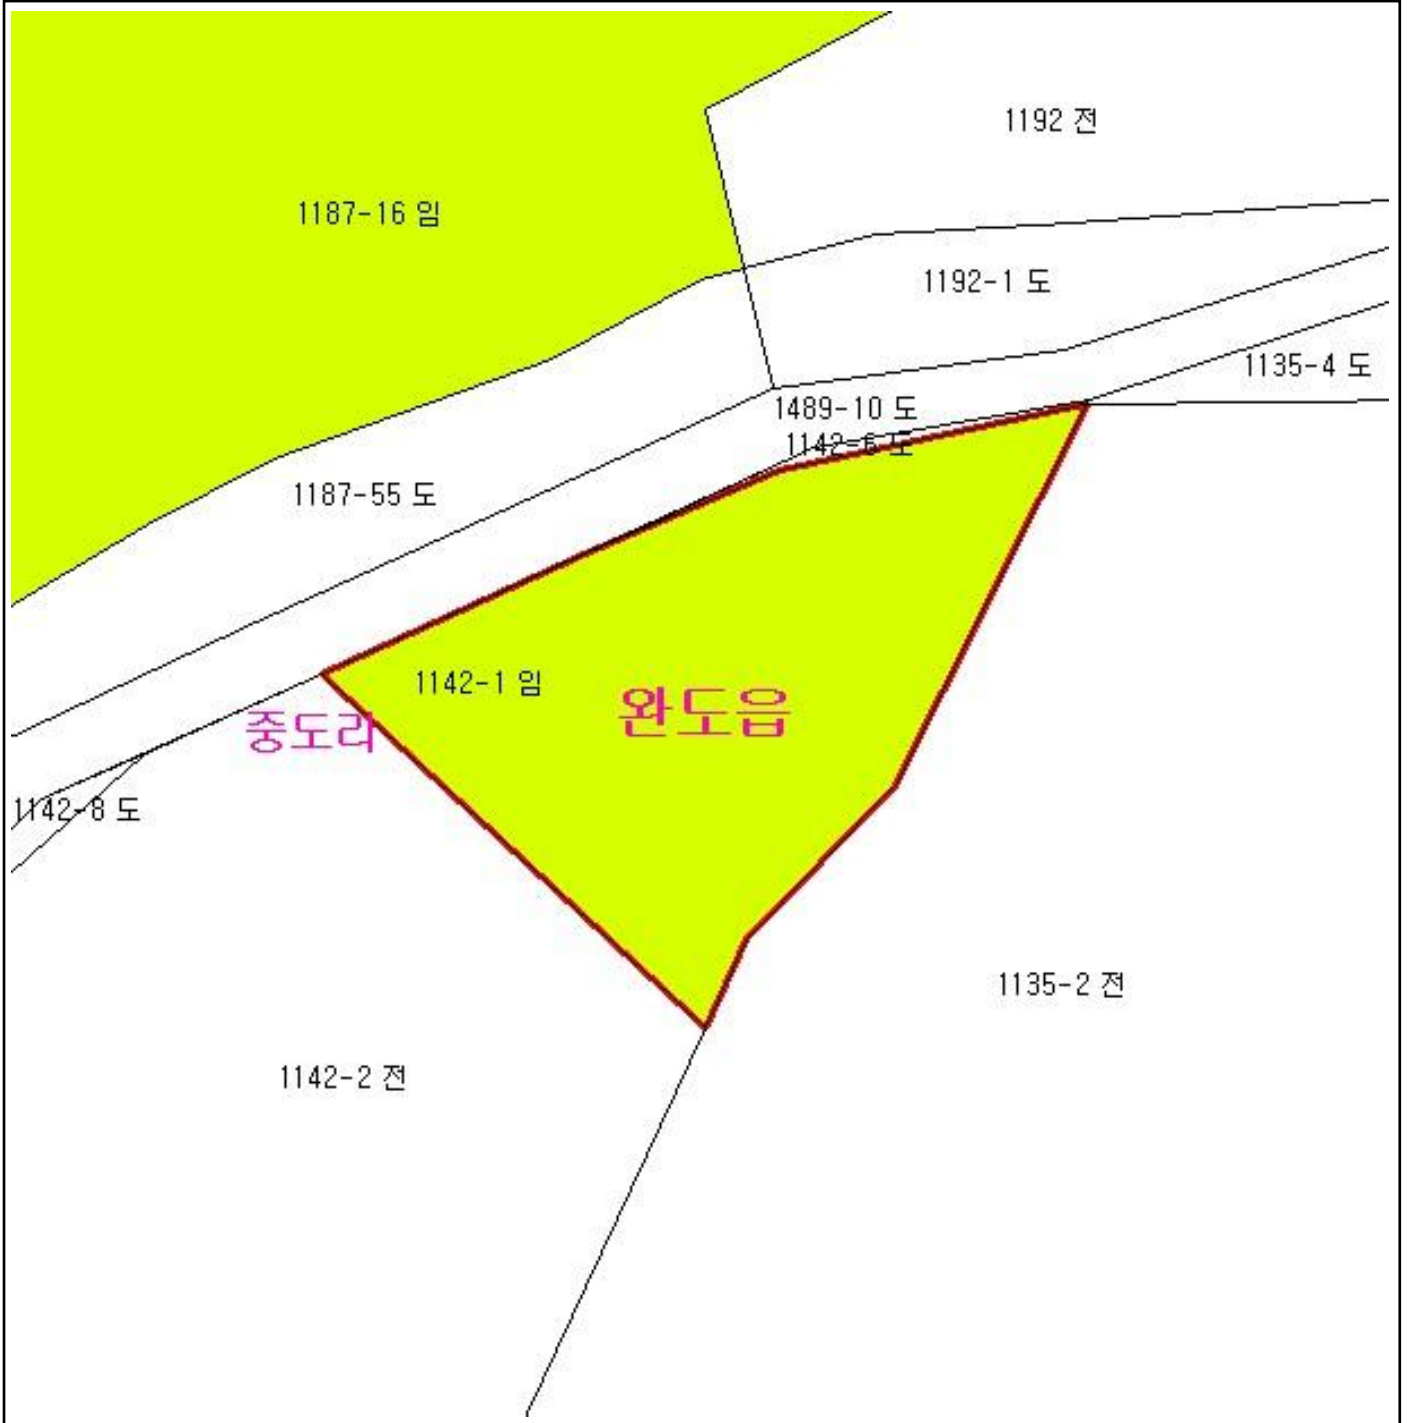 1192 전
1187-16 임
1192-1 도
1135-4 도
1489-10 도
1142-6 도
1187-55 도
1142-1 임
완도읍
중도리
1142-8 도
1135-2 전
1142-2 전